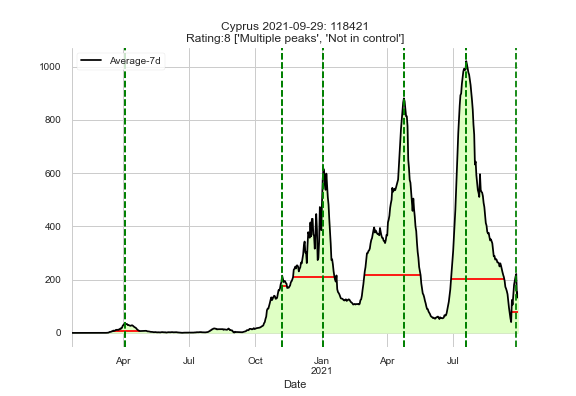 Cyprus 2021-09-29: 118421
Rating:8 ['Multiple peaks', 'Not in control']
Average-7d
1000
800
600
400
200
0
Apr Jul Oct Jan Apr Jul
2021
Date